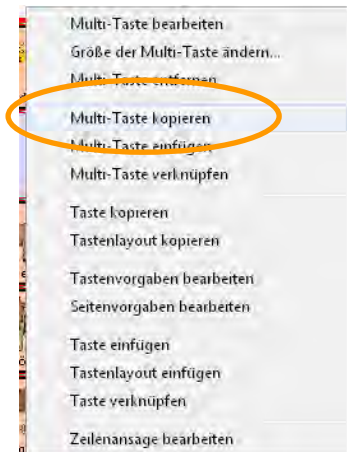 Multi-Taste bearbeiten
Größe der Multi-Taste ändern...
Multi-Taste entfernen
Multi-Taste kopieren
Multi-Taste einfügen
Multi-Taste verknüpfen
Taste kopieren
Tastenlayout kopieren
Tastenvorgaben bearbeiten
Seitenvorgaben bearbeiten
Taste einfügen
Tastenlayout einfügen
Taste verknüpfen
Zeilenansage bearbeiten